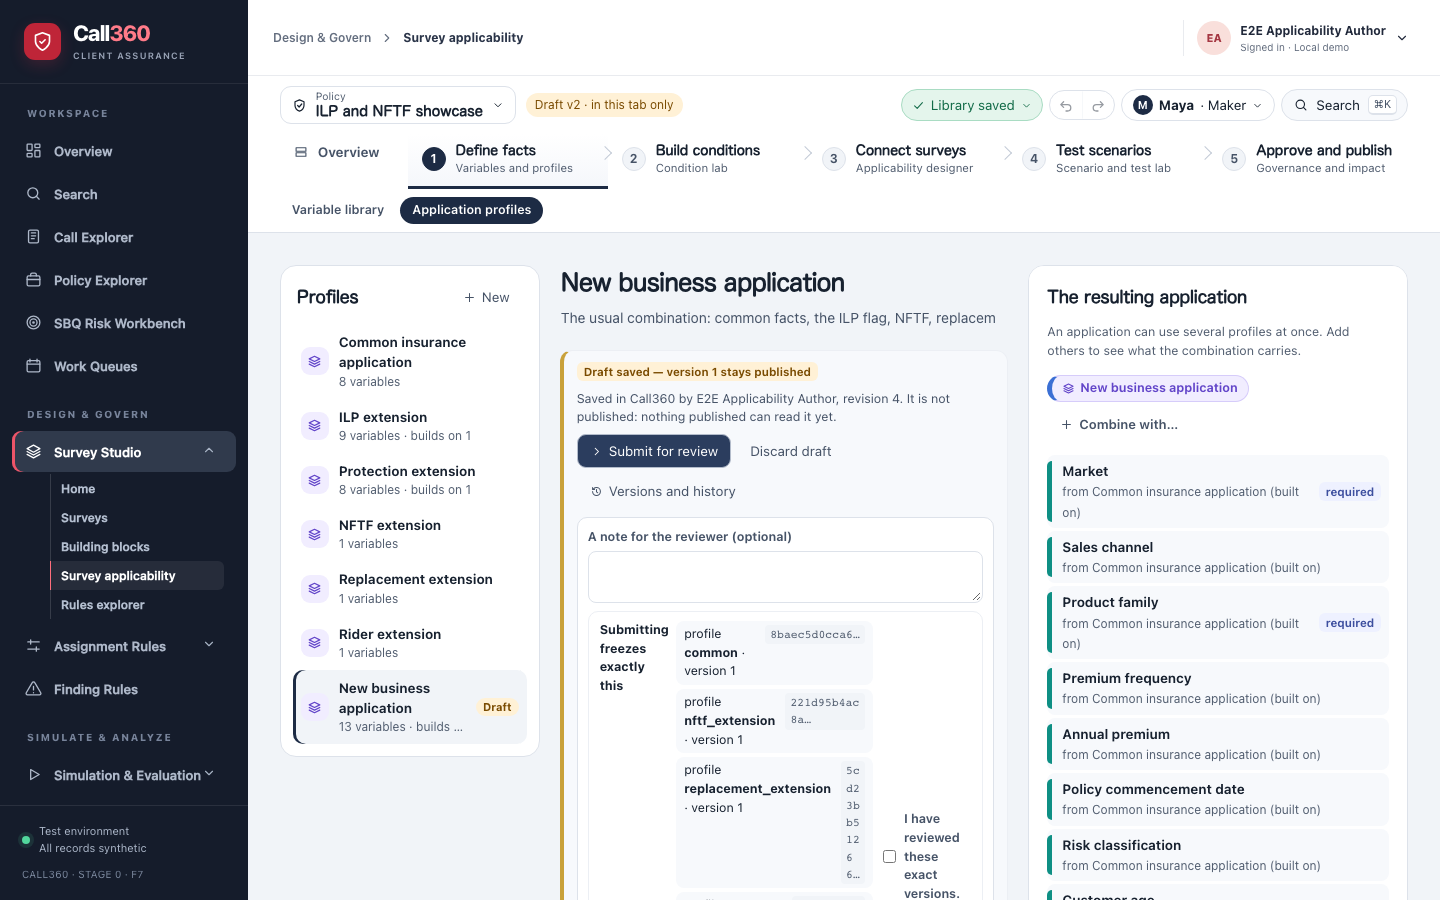 Call360
CLIENT ASSURANCE
WORKSPACE
Overview
Search
Call Explorer
Policy Explorer
SBQ Risk Workbench
Work Queues
DESIGN & GOVERN
Survey Studio
Home
Surveys
Building blocks
Survey applicability
Rules explorer
Assignment Rules
Finding Rules
SIMULATE & ANALYZE
Simulation & Evaluation
Test environment
All records synthetic
CALL360 · STAGE 0 · F7
Design & Govern > Survey applicability
EA
E2E Applicability Author
Signed in · Local demo
Policy
ILP and NFTF showcase
Draft v2 · in this tab only
Library saved
M Maya · Maker
Search ⌘K
Overview
1 Define facts
Variables and profiles
2 Build conditions
Condition lab
3 Connect surveys
Applicability designer
4 Test scenarios
Scenario and test lab
5 Approve and publish
Governance and impact
Variable library
Application profiles
Profiles
+ New
Common insurance
application
8 variables
ILP extension
9 variables · builds on 1
Protection extension
8 variables · builds on 1
NFTF extension
1 variables
Replacement extension
1 variables
Rider extension
1 variables
New business
application
Draft
13 variables · builds ...
New business application
The usual combination: common facts, the ILP flag, NFTF, replacem
Draft saved — version 1 stays published
Saved in Call360 by E2E Applicability Author, revision 4. It is not
published: nothing published can read it yet.
Submit for review
Discard draft
Versions and history
A note for the reviewer (optional)
Submitting
freezes
exactly
this
profile
common ·
version 1
8baec5d0cca6…
profile
nftf_extension
· version 1
221d95b4ac
8a…
profile
replacement_extension
· version 1
5c
d2
3b
b5
12
6
6…
I have
reviewed
these
exact
versions.
The resulting application
An application can use several profiles at once. Add
others to see what the combination carries.
New business application
+ Combine with...
Market
from Common insurance application (built
on)
required
Sales channel
from Common insurance application (built on)
Product family
from Common insurance application (built
on)
required
Premium frequency
from Common insurance application (built on)
Annual premium
from Common insurance application (built on)
Policy commencement date
from Common insurance application (built on)
Risk classification
from Common insurance application (built on)
Customer age